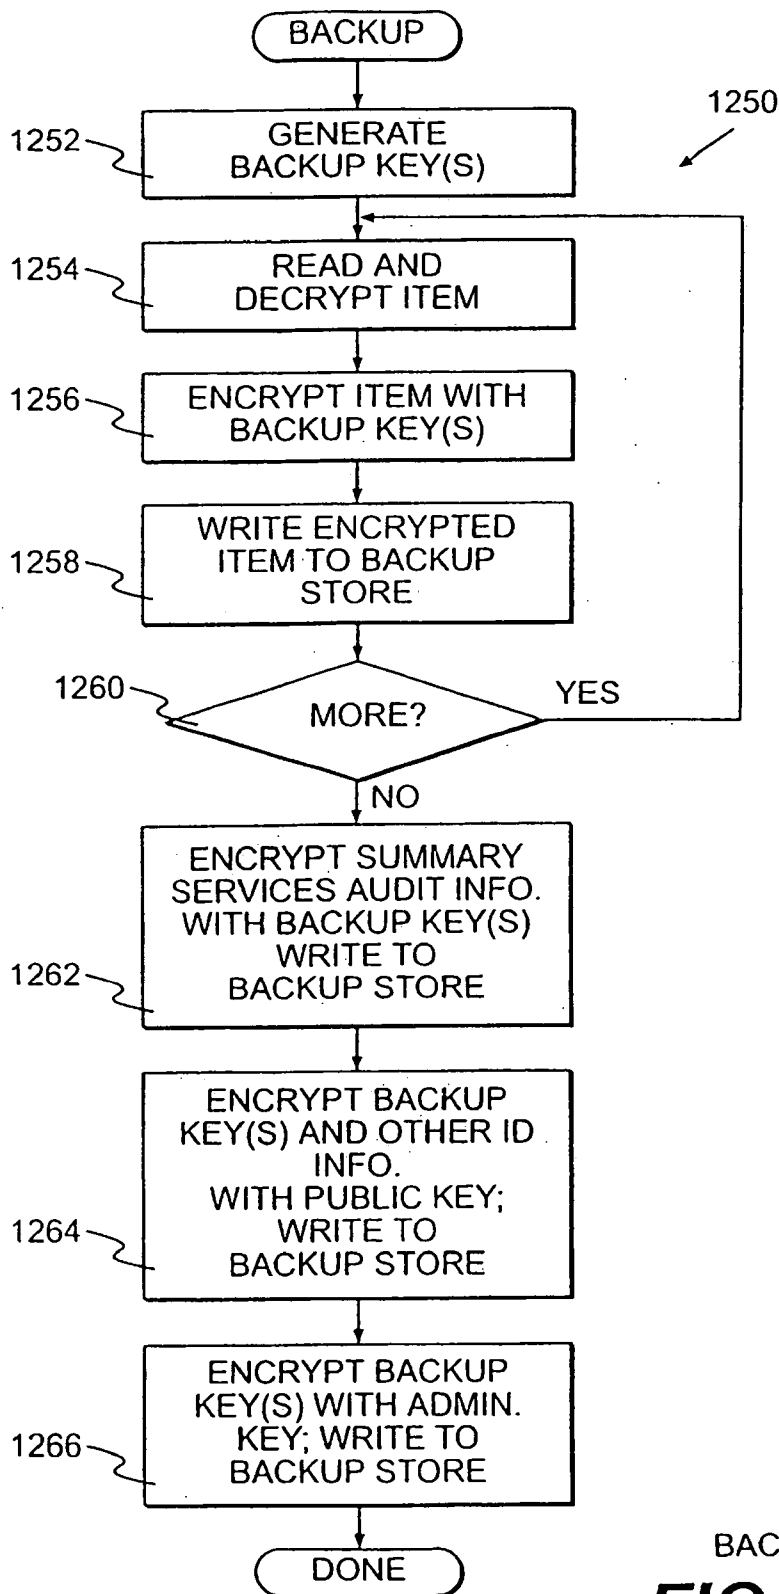 BACKUP
1250
1252
GENERATE
BACKUP KEY(S)
1254
READ AND
DECRYPT ITEM
1256
ENCRYPT ITEM WITH
BACKUP KEY(S)
1258
WRITE ENCRYPTED
ITEM TO BACKUP
STORE
1260
MORE?
YES
NO
1262
ENCRYPT SUMMARY
SERVICES AUDIT INFO.
WITH BACKUP KEY(S)
WRITE TO
BACKUP STORE
1264
ENCRYPT BACKUP
KEY(S) AND OTHER ID
INFO.
WITH PUBLIC KEY;
WRITE TO
BACKUP STORE
1266
ENCRYPT BACKUP
KEY(S) WITH ADMIN.
KEY; WRITE TO
BACKUP STORE
DONE
BAC
FIG